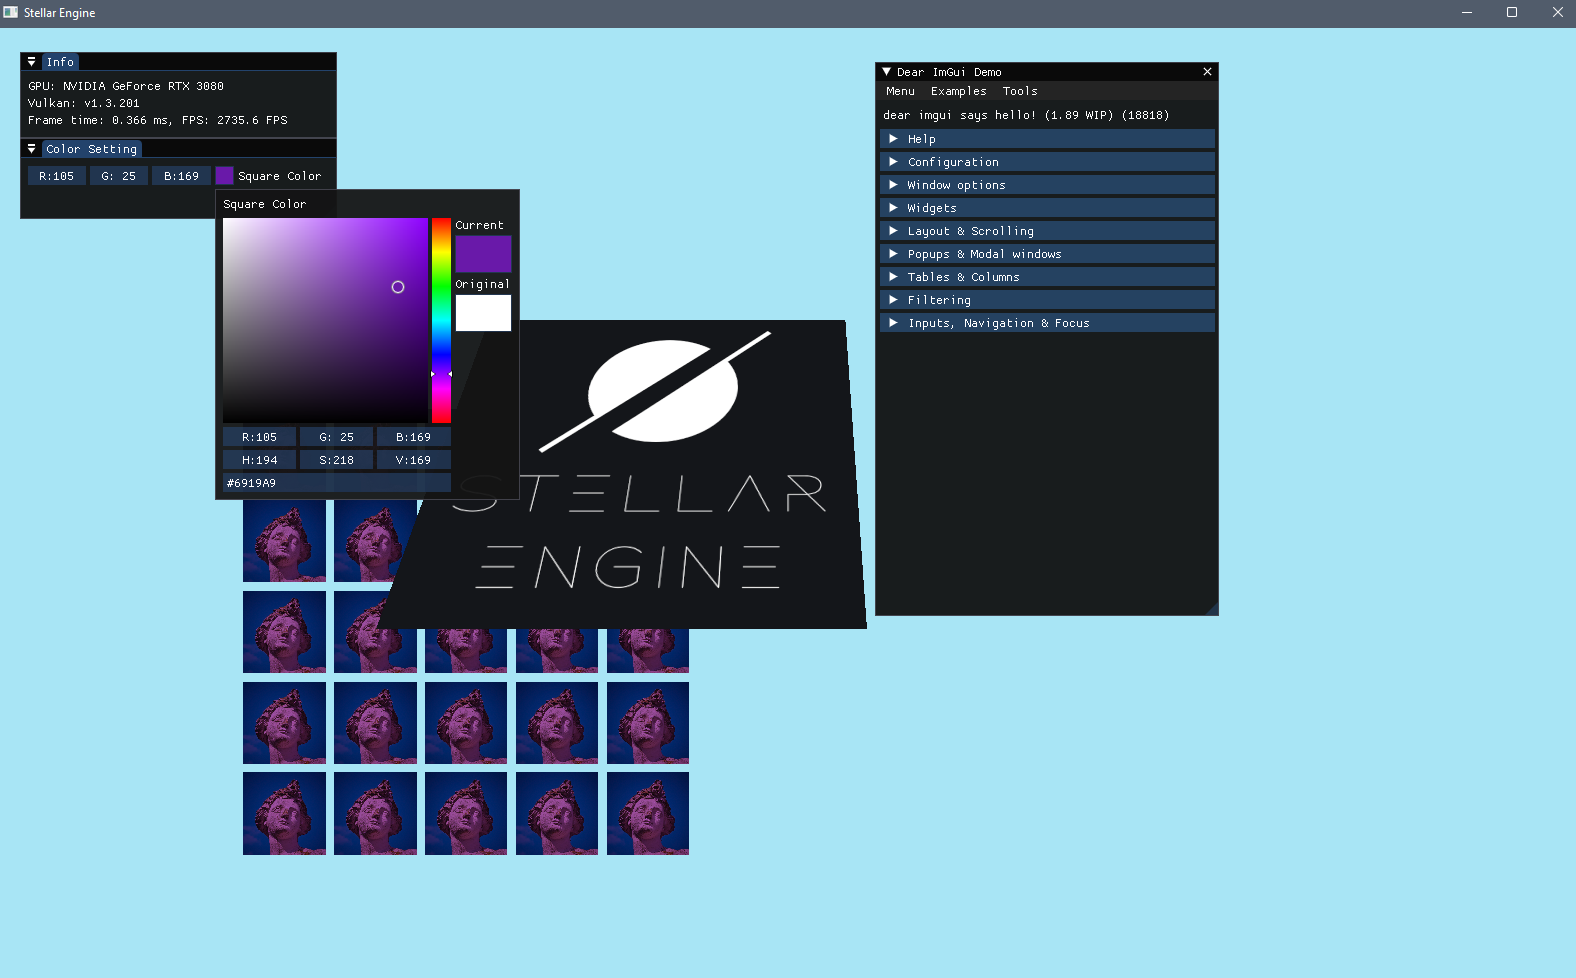 Stellar Engine
Info
GPU: NVIDIA GeForce RTX 3080
Vulkan: v1.3.201
Frame time: 0.366 ms, FPS: 2735.6 FPS
Color Setting
R:105 G: 25 B:169 Square Color
Square Color
Current
Original
R:105 G: 25 B:169
H:194 S:218 V:169
#6919A9
STELLAR
ENGINE
Dear ImGui Demo
Menu Examples Tools
dear imgui says hello! (1.89 WIP) (18818)
Help
Configuration
Window options
Widgets
Layout & Scrolling
Popups & Modal windows
Tables & Columns
Filtering
Inputs, Navigation & Focus